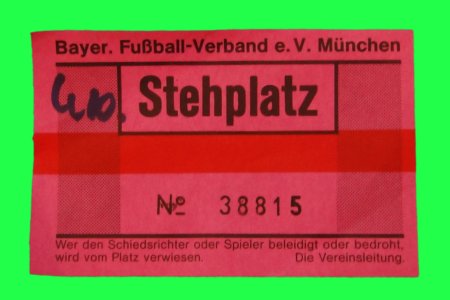 Bayer. Fußball-Verband e.V. München
Stehplatz
№ 38815
Wer den Schiedsrichter oder Spieler beleidigt oder bedroht,
wird vom Platz verwiesen. Die Vereinsleitung.